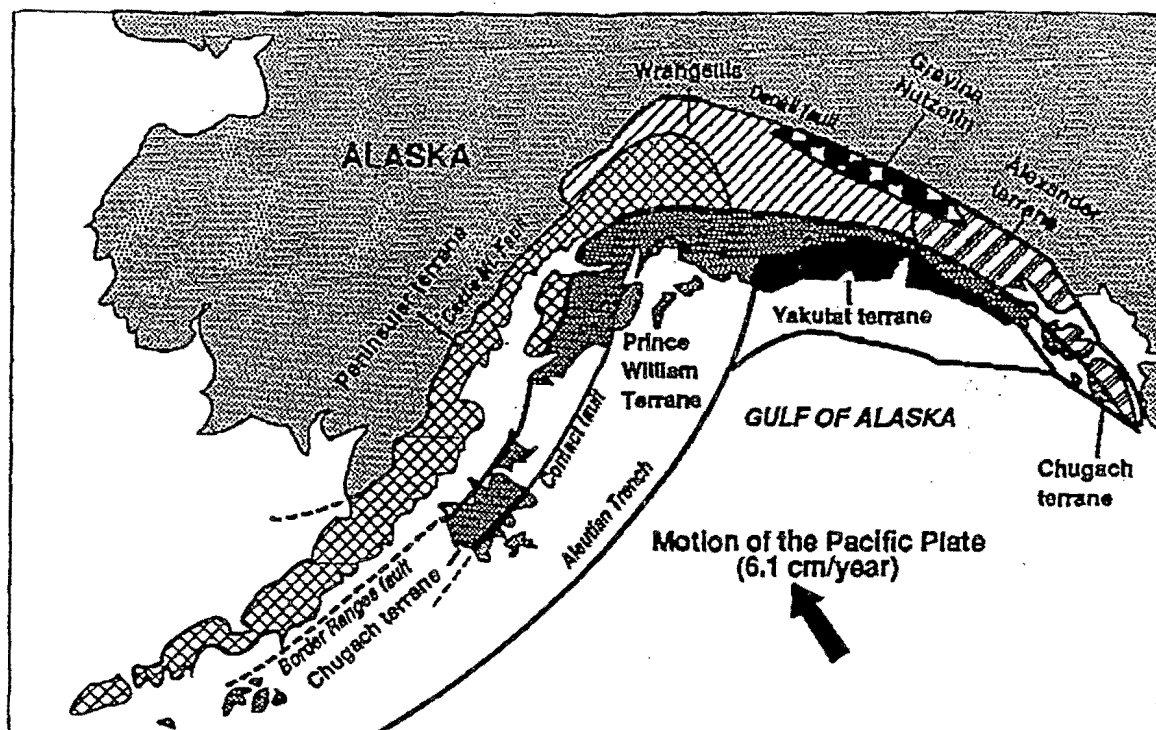 Wrangellia
Denali fault
Gravina
Nutzotin
Alexander
terrane
ALASKA
Peninsular terrane
Castle Mt. Fault
Yakutat terrane
Prince
William
Terrane
Contact fault
GULF OF ALASKA
Chugach
terrane
Aleutian Trench
Motion of the Pacific Plate
(6.1 cm/year)
Border Ranges fault
Chugach terrane